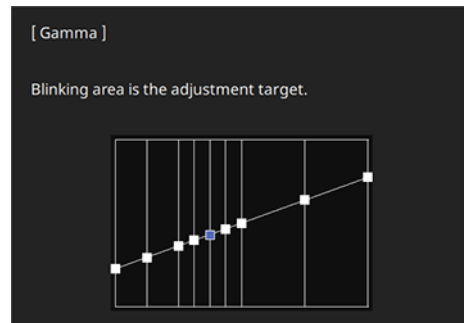 [ Gamma ]
Blinking area is the adjustment target.